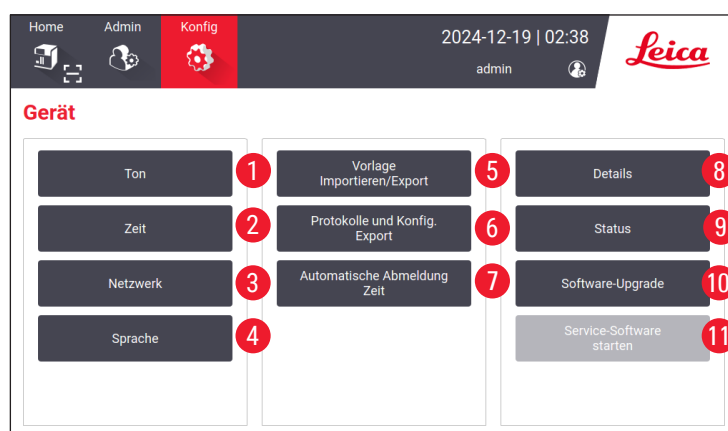 Home Admin Konfig
2024-12-19 | 02:38
admin
Leica
Gerät
Ton 1
Zeit 2
Netzwerk 3
Sprache 4
Vorlage
Importieren/Export 5
Protokolle und Konfig.
Export 6
Automatische Abmeldung
Zeit 7
Details 8
Status 9
Software-Upgrade 10
Service-Software
starten 11